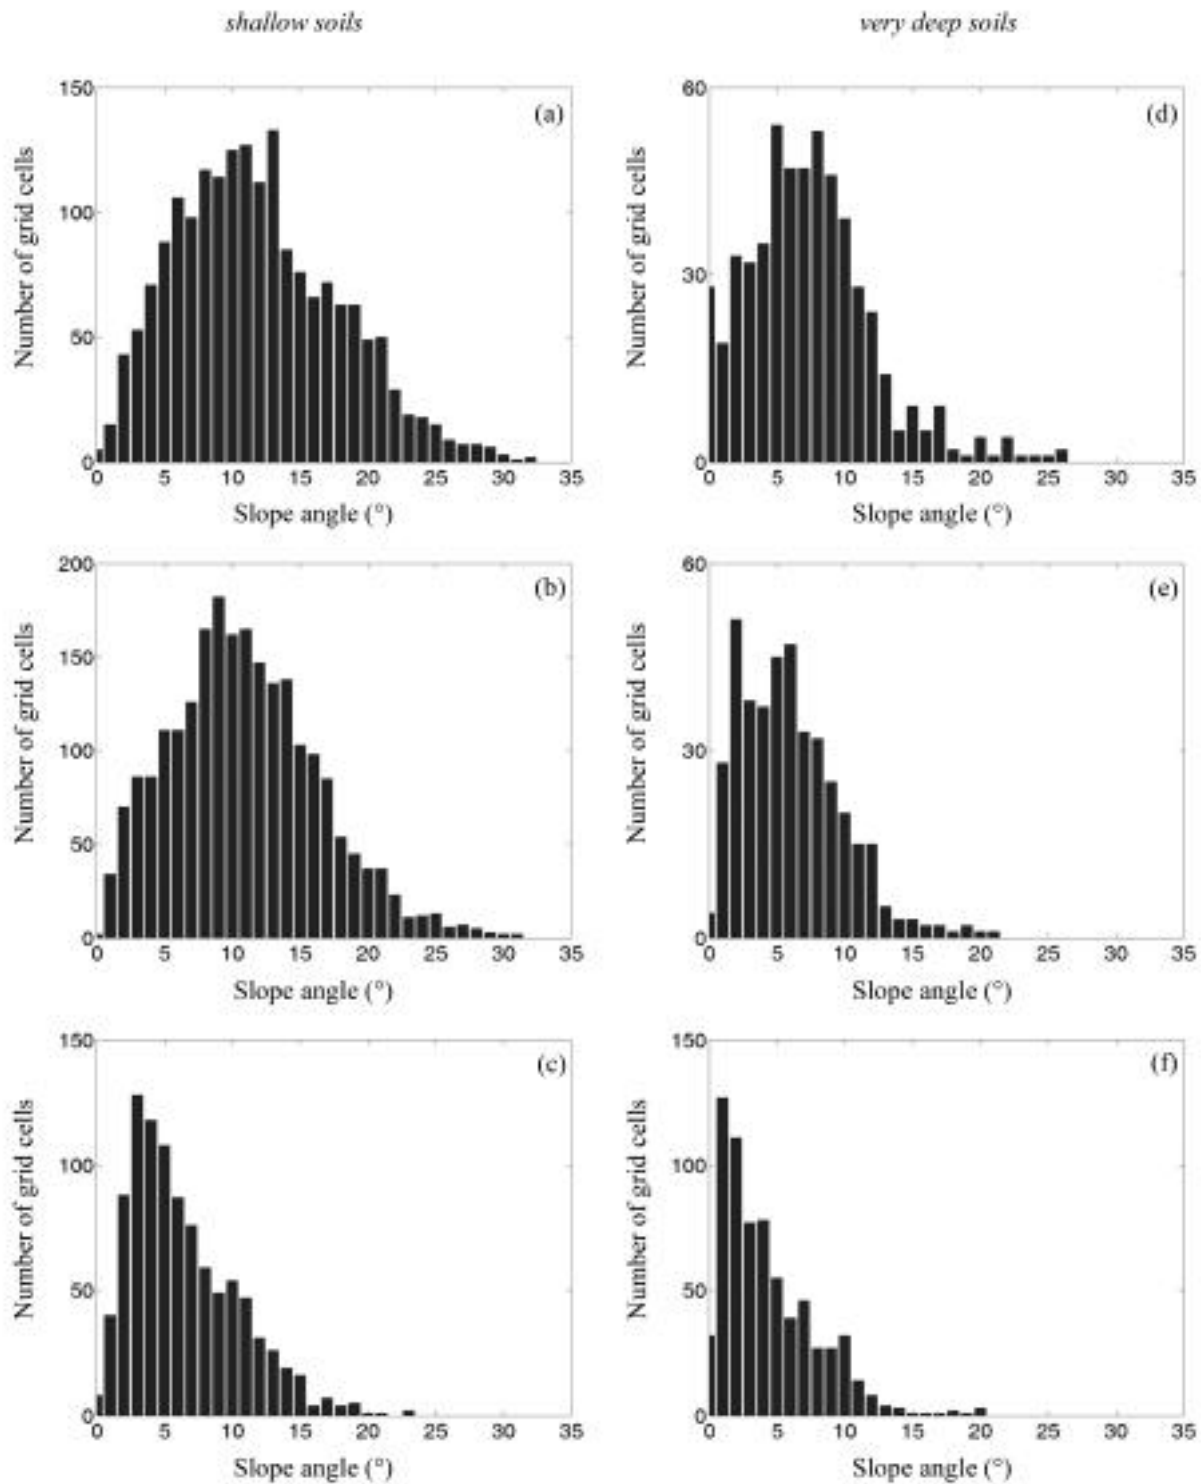 shallow soils very deep soils
150 (a)
100
50
0
0 5 10 15 20 25 30 35
Number of grid cells
Slope angle (°)
60 (d)
30
0
0 5 10 15 20 25 30 35
Number of grid cells
Slope angle (°)
200 (b)
150
100
50
0
0 5 10 15 20 25 30 35
Number of grid cells
Slope angle (°)
60 (e)
30
0
0 5 10 15 20 25 30 35
Number of grid cells
Slope angle (°)
150 (c)
100
50
0
0 5 10 15 20 25 30 35
Number of grid cells
Slope angle (°)
150 (f)
100
50
0
0 5 10 15 20 25 30 35
Number of grid cells
Slope angle (°)